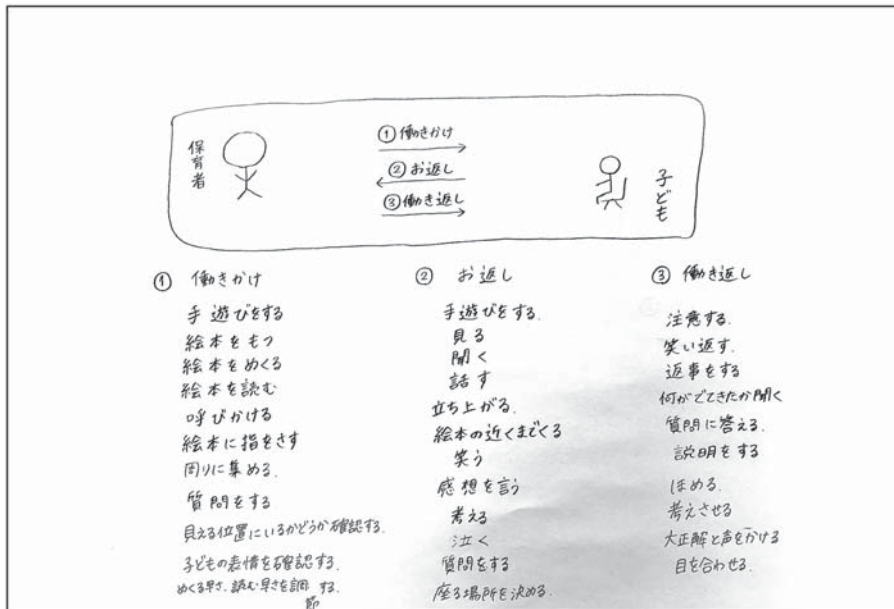 保育者
①働きかけ
②お返し
③働き返し
子ども
① 働きかけ
手遊びをする
絵本をもつ
絵本をめくる
絵本を読む
呼びかける
絵本に指をさす
周りに集める.
質問をする
見える位置にいるかどうか確認する.
子どもの表情を確認する.
めくる早さ、読む早さを調節する.
② お返し
手遊びをする.
見る
聞く
話す
立ち上がる.
絵本の近くまでくる
笑う
感想を言う
考える
泣く
質問をする
座る場所を決める.
③ 働き返し
注意する.
笑い返す.
返事をする
何がでてきたか聞く
質問に答える.
説明をする
ほめる.
考えさせる
大正解と声をかける
目を合わせる.